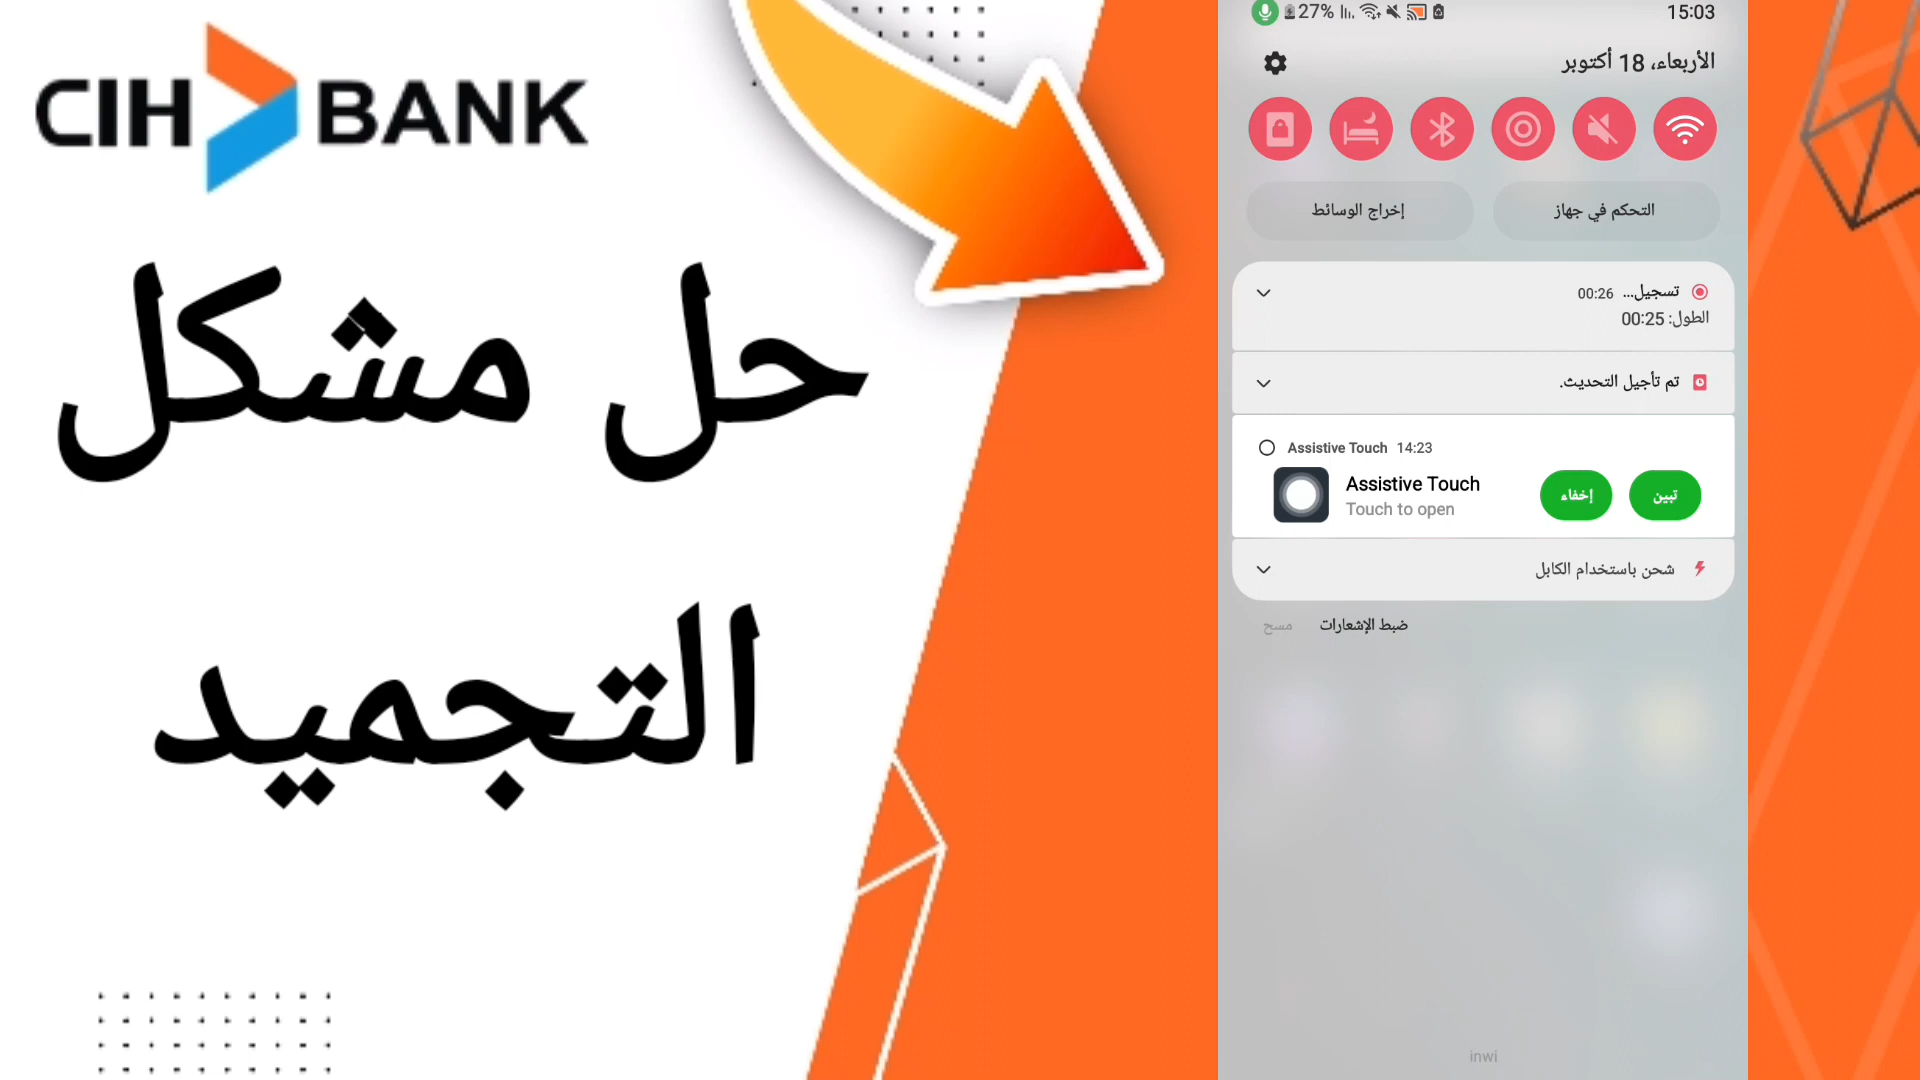 CIH BANK
حل مشكل
التجميد
27%
15:03
الأربعاء، 18 أكتوبر
التحكم في جهاز
إخراج الوسائط
تسجيل... 00:26
الطول: 00:25
تم تأجيل التحديث.
Assistive Touch 14:23
Assistive Touch
Touch to open
إخفاء
تبين
شحن باستخدام الكابل
ضبط الإشعارات
مسح
inwi